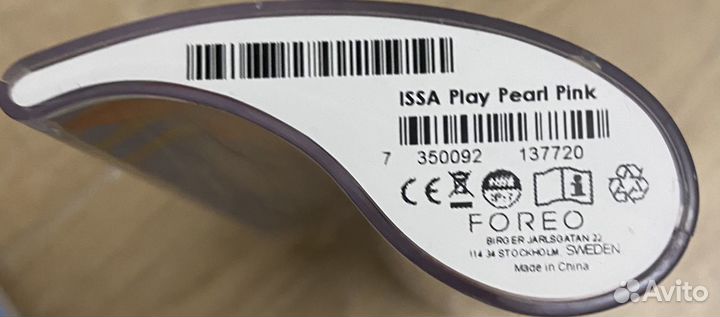 ISSA Play Pearl Pink
7 350092 137720
CE
FOREO
BIRGER JARLSGATAN 22
114 34 STOCKHOLM, SWEDEN
Made in China
Avito